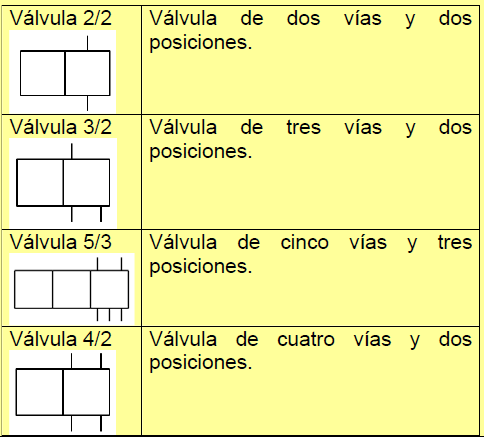 Válvula 2/2
Válvula de dos vías y dos
posiciones.
Válvula 3/2
Válvula de tres vías y dos
posiciones.
Válvula 5/3
Válvula de cinco vías y tres
posiciones.
Válvula 4/2
Válvula de cuatro vías y dos
posiciones.